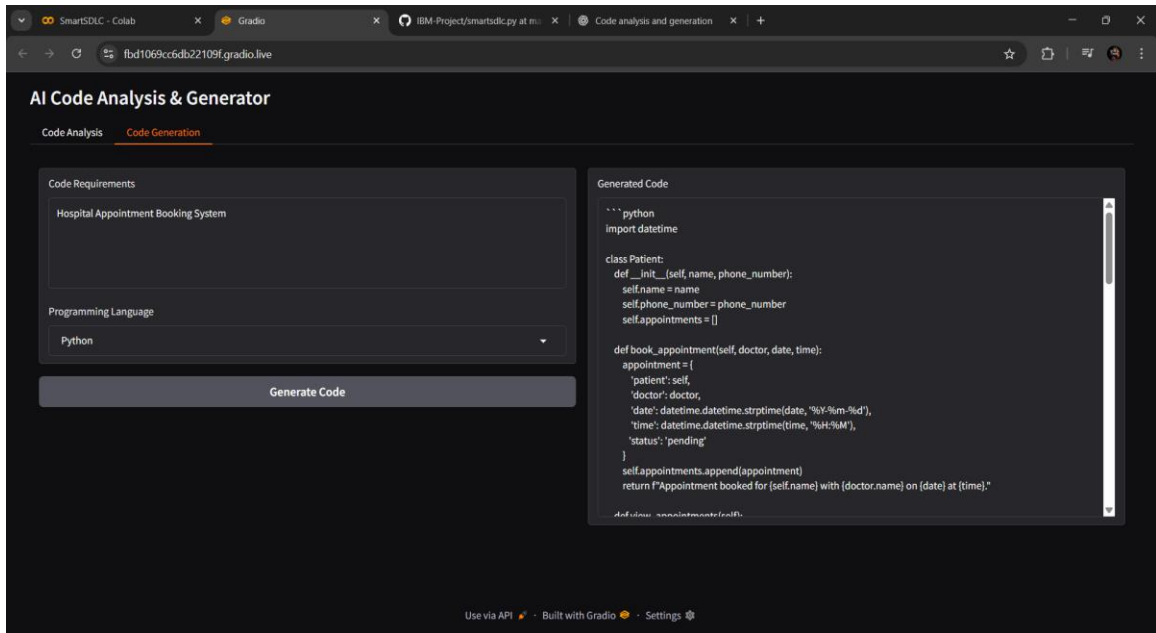 SmartSDLC - Colab
Gradio
IBM-Project/smartsdlc.py at ma
Code analysis and generation
fbd1069cc6db22109f.gradio.live
AI Code Analysis & Generator
Code Analysis
Code Generation
Code Requirements
Hospital Appointment Booking System
Programming Language
Python
Generate Code
Generated Code
```python
import datetime
class Patient:
def __init__(self, name, phone_number):
self.name = name
self.phone_number = phone_number
self.appointments = []
def book_appointment(self, doctor, date, time):
appointment = {
'patient': self,
'doctor': doctor,
'date': datetime.datetime.strptime(date, '%Y-%m-%d'),
'time': datetime.datetime.strptime(time, '%H:%M'),
'status': 'pending'
}
self.appointments.append(appointment)
return f"Appointment booked for {self.name} with {doctor.name} on {date} at {time}."
def view_appointments(self):
Use via API · Built with Gradio · Settings